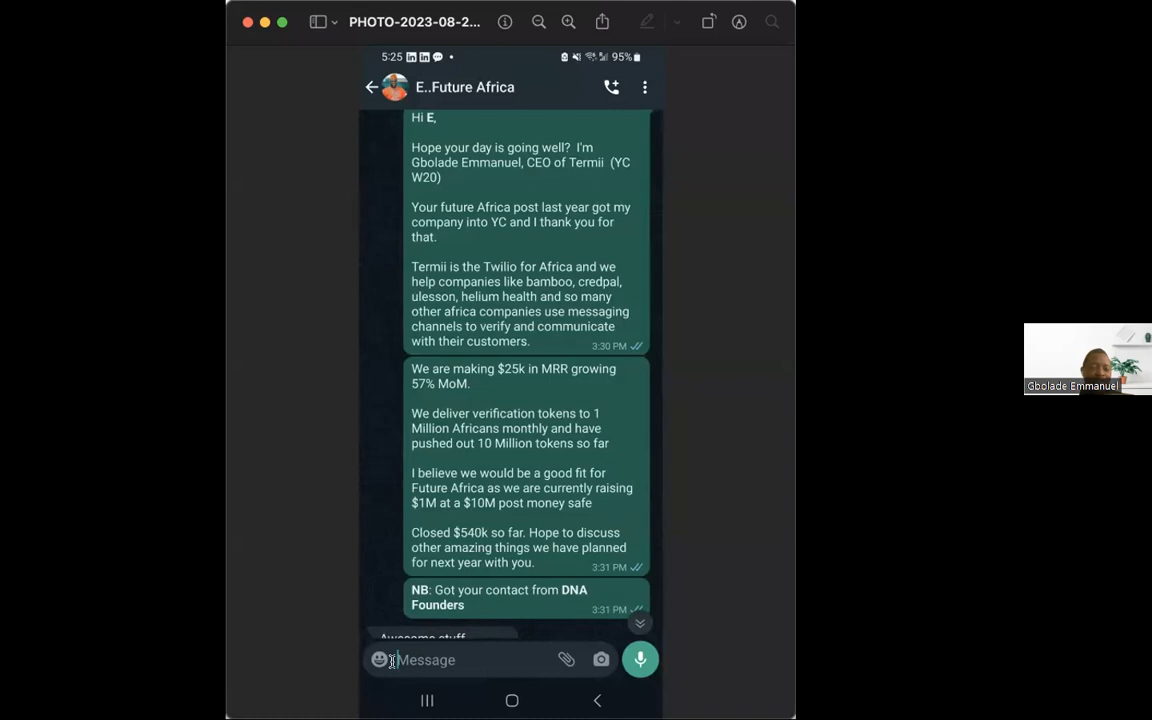 PHOTO-2023-08-2...
5:25
95%
E..Future Africa
Hi E,
Hope your day is going well? I'm
Gbolade Emmanuel, CEO of Termii (YC
W20)
Your future Africa post last year got my
company into YC and I thank you for
that.
Termii is the Twilio for Africa and we
help companies like bamboo, credpal,
ulesson, helium health and so many
other africa companies use messaging
channels to verify and communicate
with their customers.
3:30 PM
We are making $25k in MRR growing
57% MoM.
We deliver verification tokens to 1
Million Africans monthly and have
pushed out 10 Million tokens so far
I believe we would be a good fit for
Future Africa as we are currently raising
$1M at a $10M post money safe
Closed $540k so far. Hope to discuss
other amazing things we have planned
for next year with you.
3:31 PM
NB: Got your contact from DNA
Founders
3:31 PM
Awesome stuff
Message
Gbolade Emmanuel